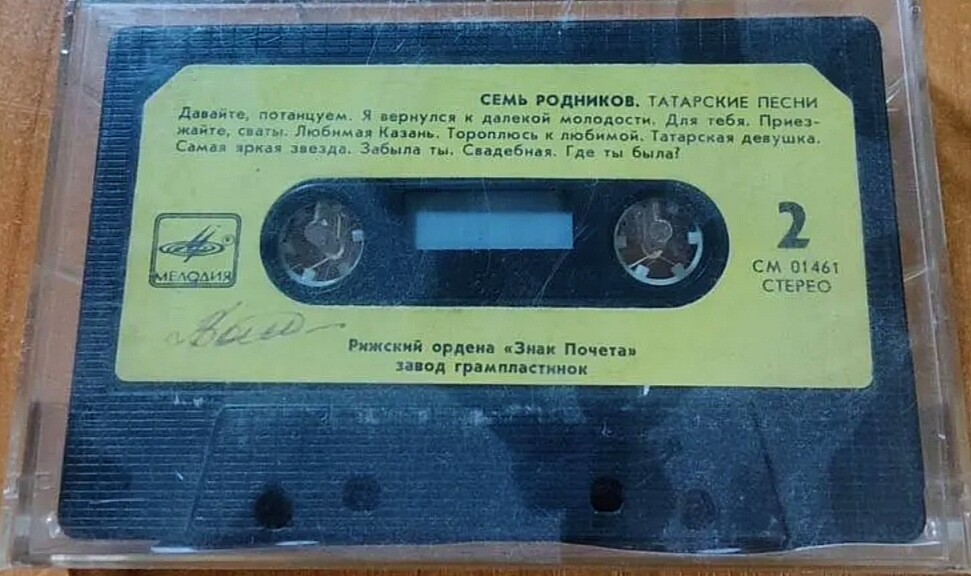 СЕМЬ РОДНИКОВ. ТАТАРСКИЕ ПЕСНИ
Давайте, потанцуем. Я вернулся к далекой молодости. Для тебя. Приез-
жайте, сваты. Любимая Казань. Тороплюсь к любимой. Татарская девушка.
Самая яркая звезда. Забыла ты. Свадебная. Где ты была?
МЕЛОДИЯ
2
СМ 01461
СТЕРЕО
Рижский ордена «Знак Почета»
завод грампластинок